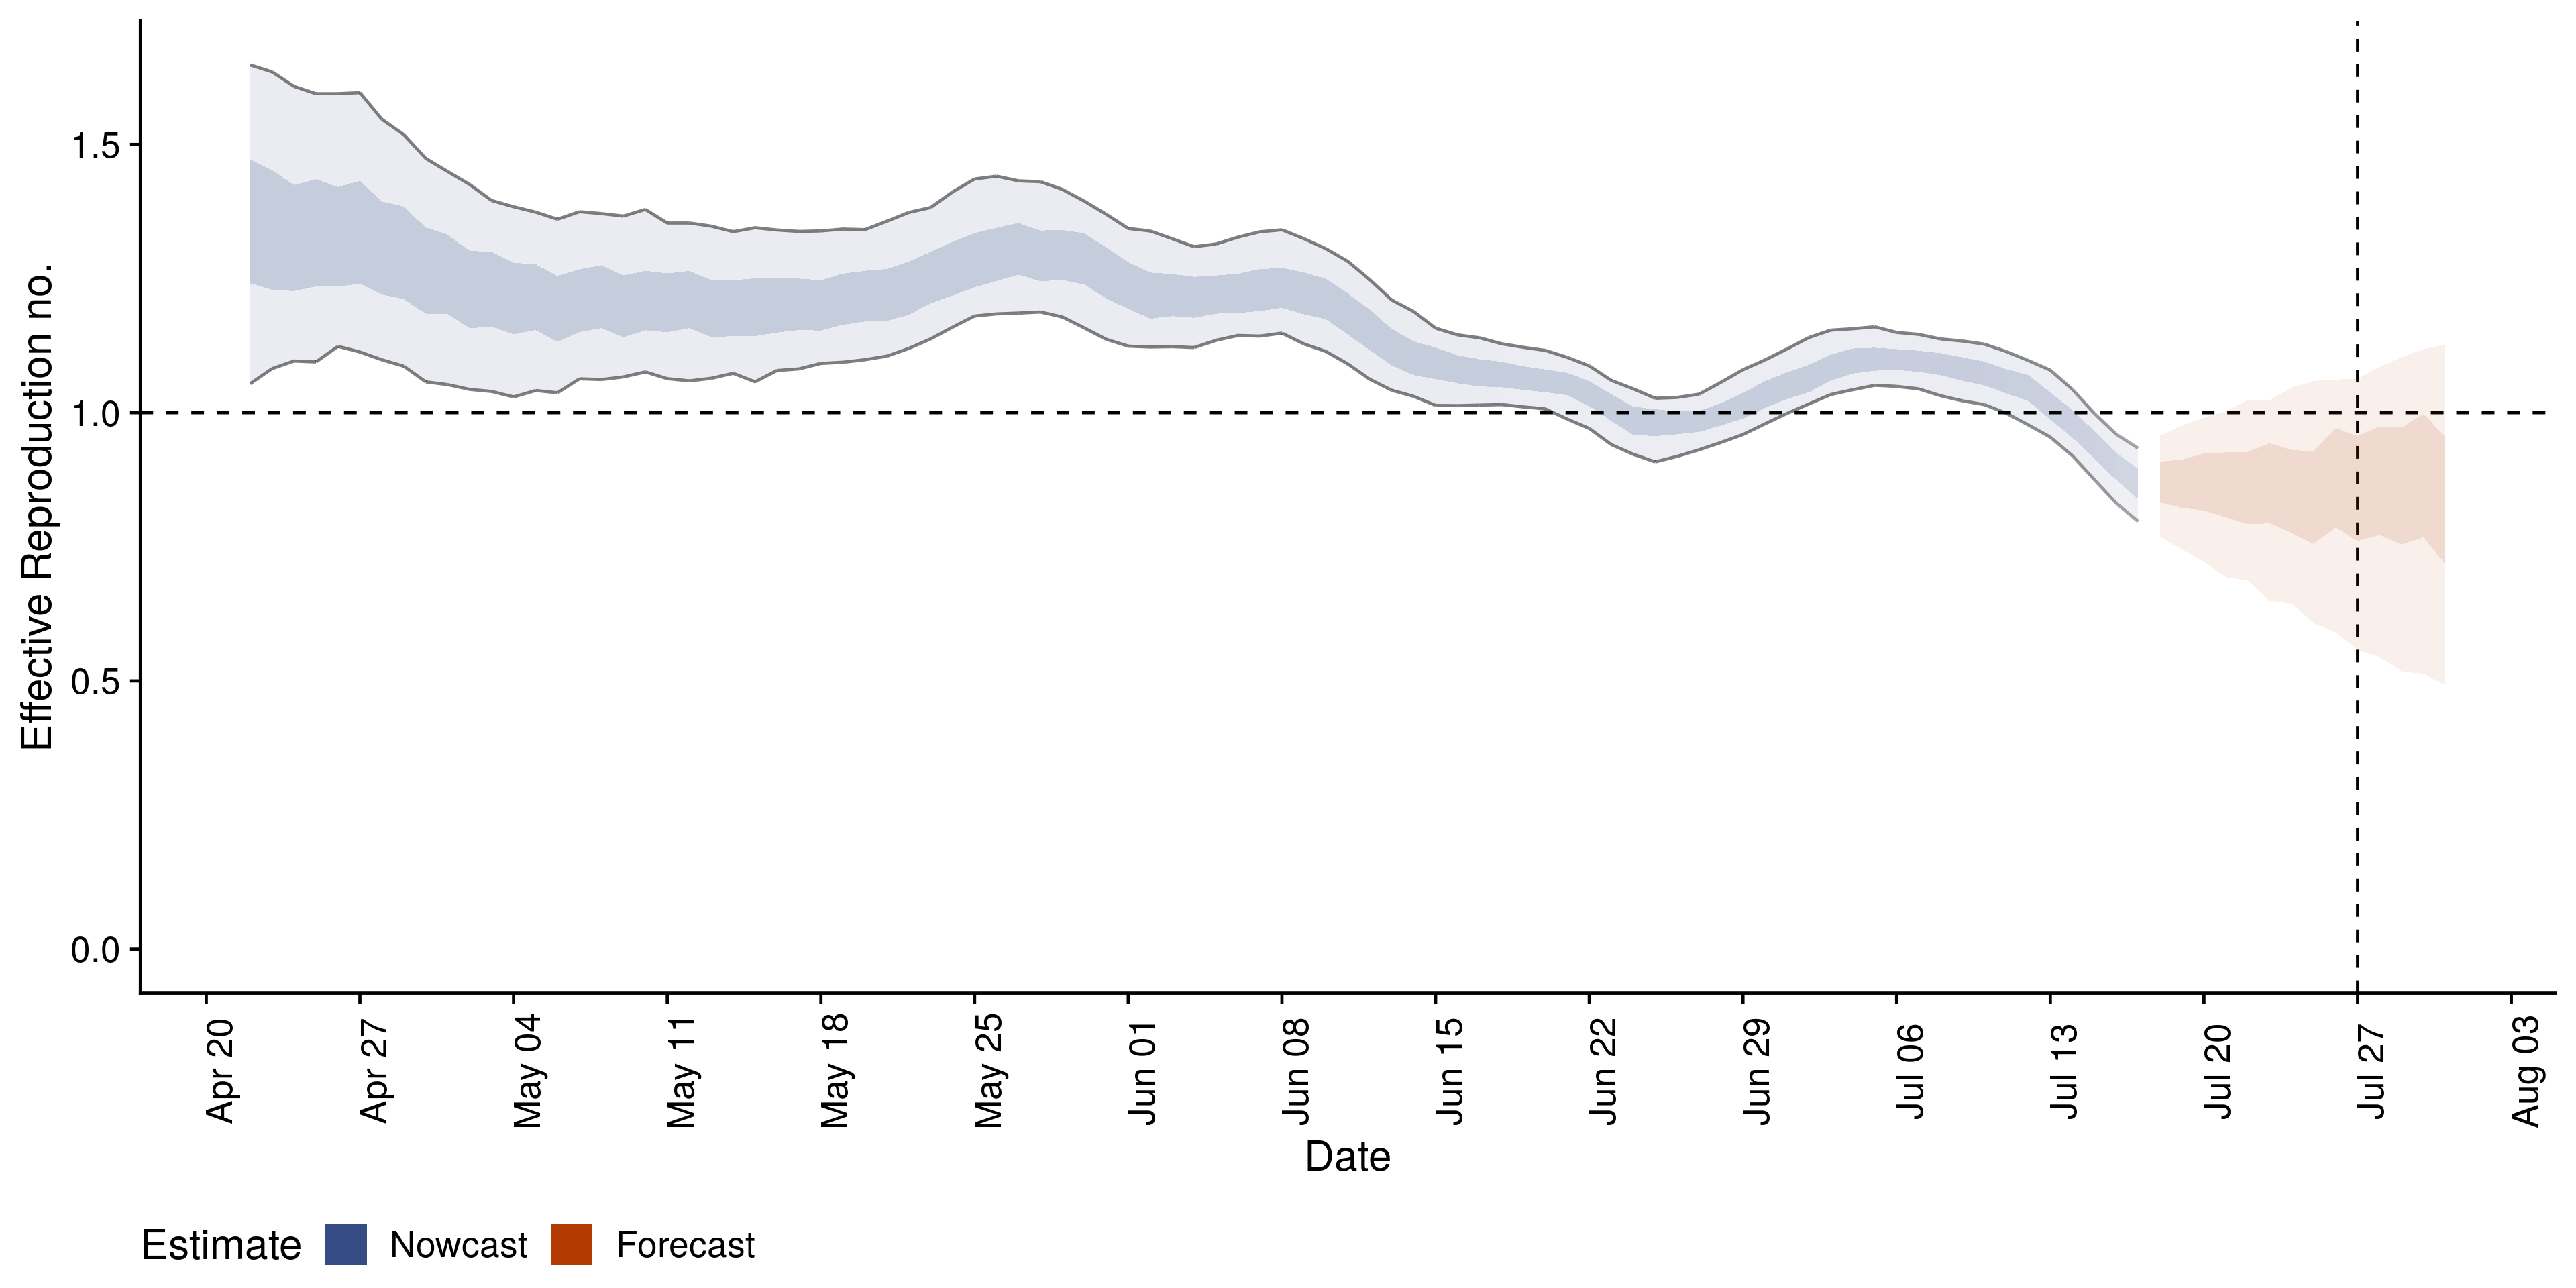 Effective Reproduction no.
1.5
1.0
0.5
0.0
Apr 20
Apr 27
May 04
May 11
May 18
May 25
Jun 01
Jun 08
Jun 15
Jun 22
Jun 29
Jul 06
Jul 13
Jul 20
Jul 27
Aug 03
Date
Estimate Nowcast Forecast